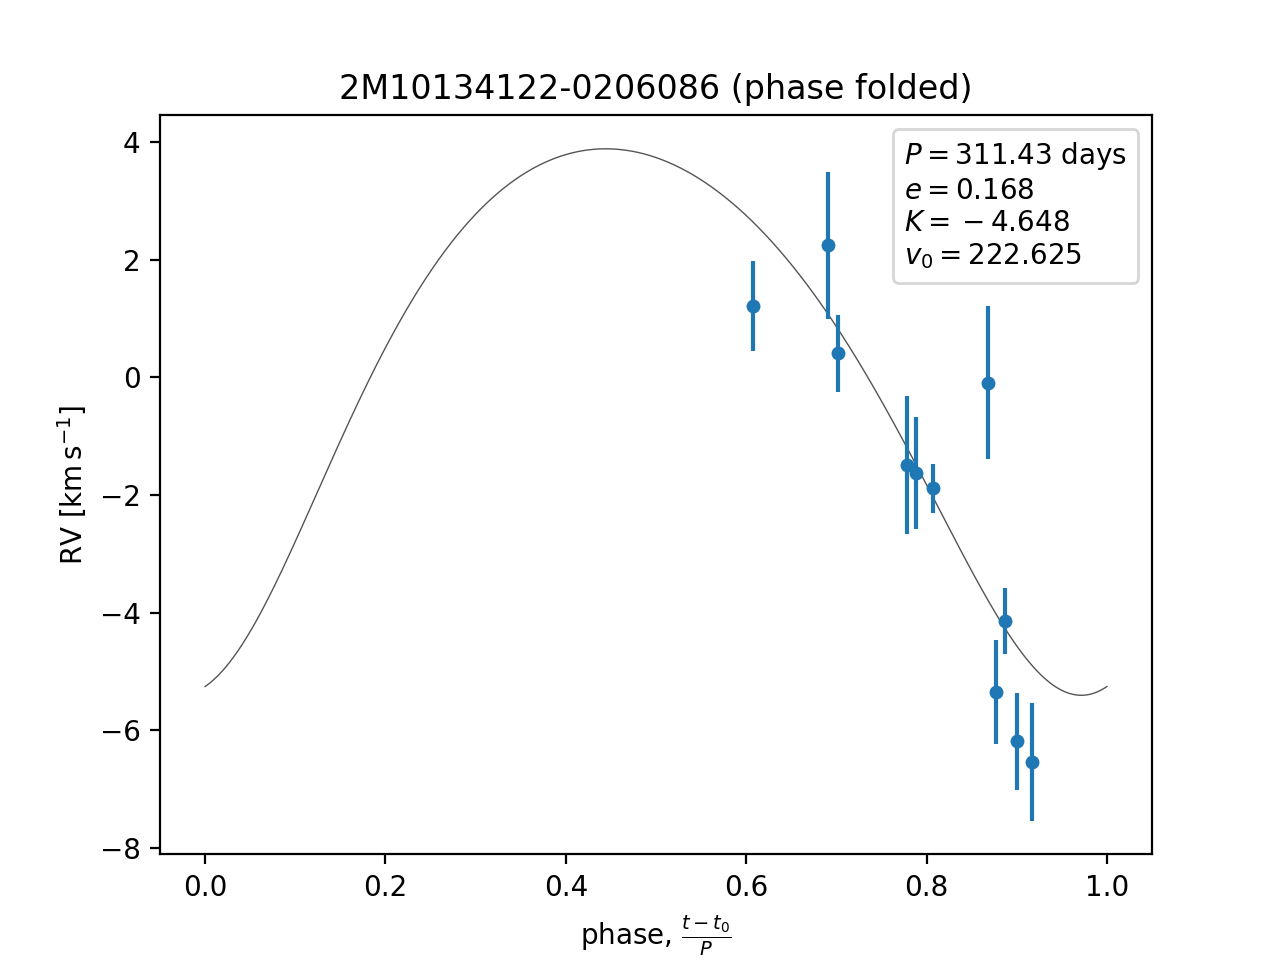 2M10134122-0206086 (phase folded)
P = 311.43 days
e = 0.168
K = −4.648
v₀ = 222.625
4
2
0
−2
−4
−6
−8
RV [km s⁻¹]
0.0 0.2 0.4 0.6 0.8 1.0
phase, (t − t₀)/P